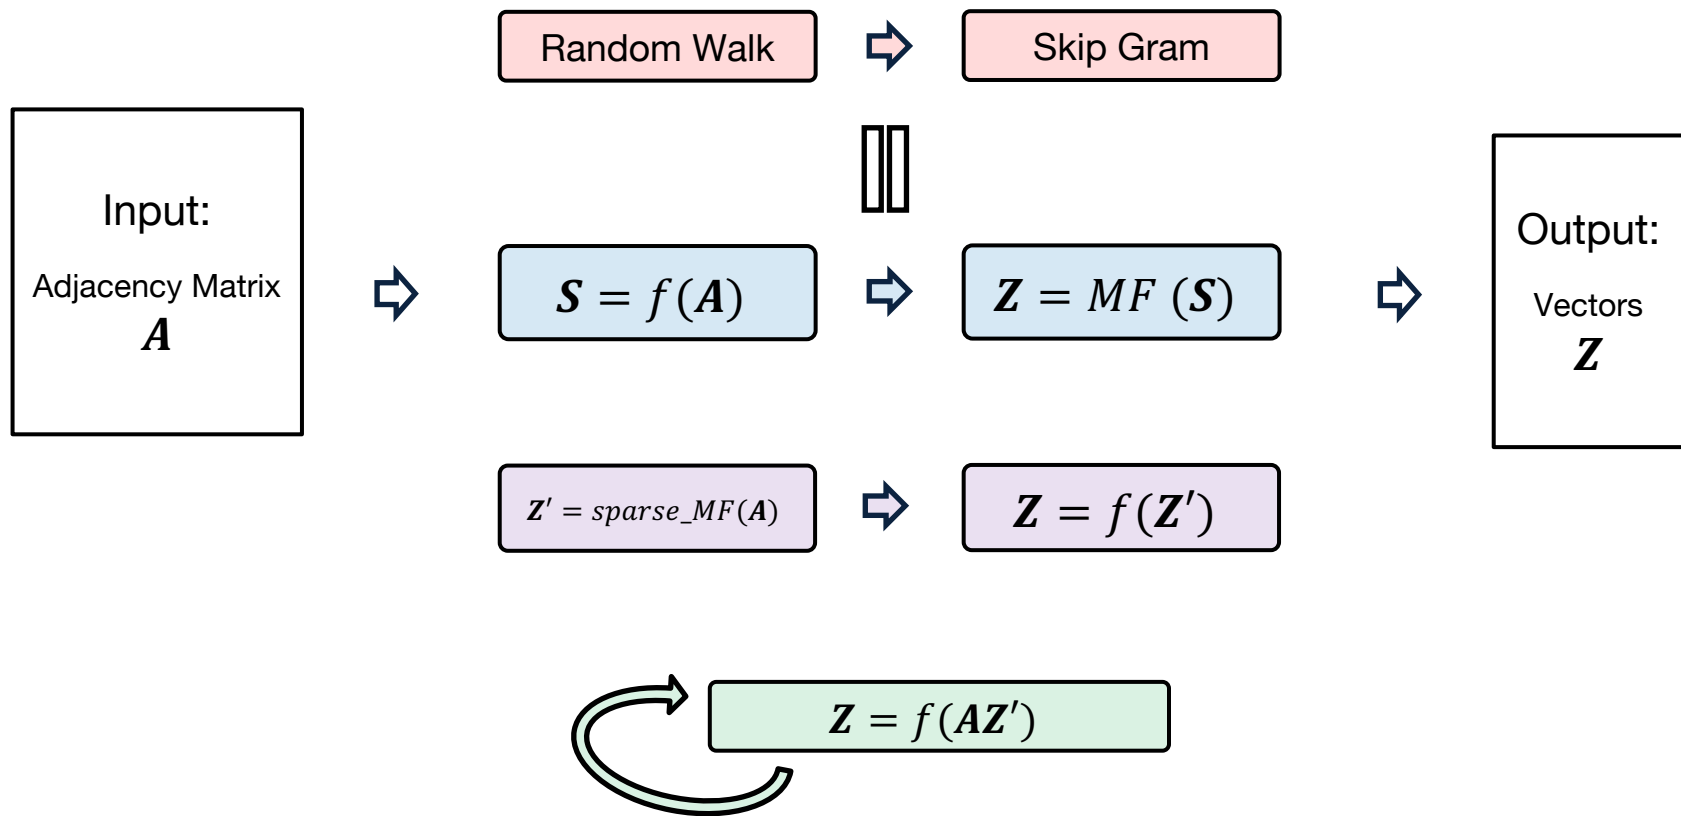 Random Walk
Skip Gram
Input:
Adjacency Matrix
A
S = f(A)
Z = MF (S)
Output:
Vectors
Z
Z′ = sparse_MF(A)
Z = f(Z′)
Z = f(AZ′)